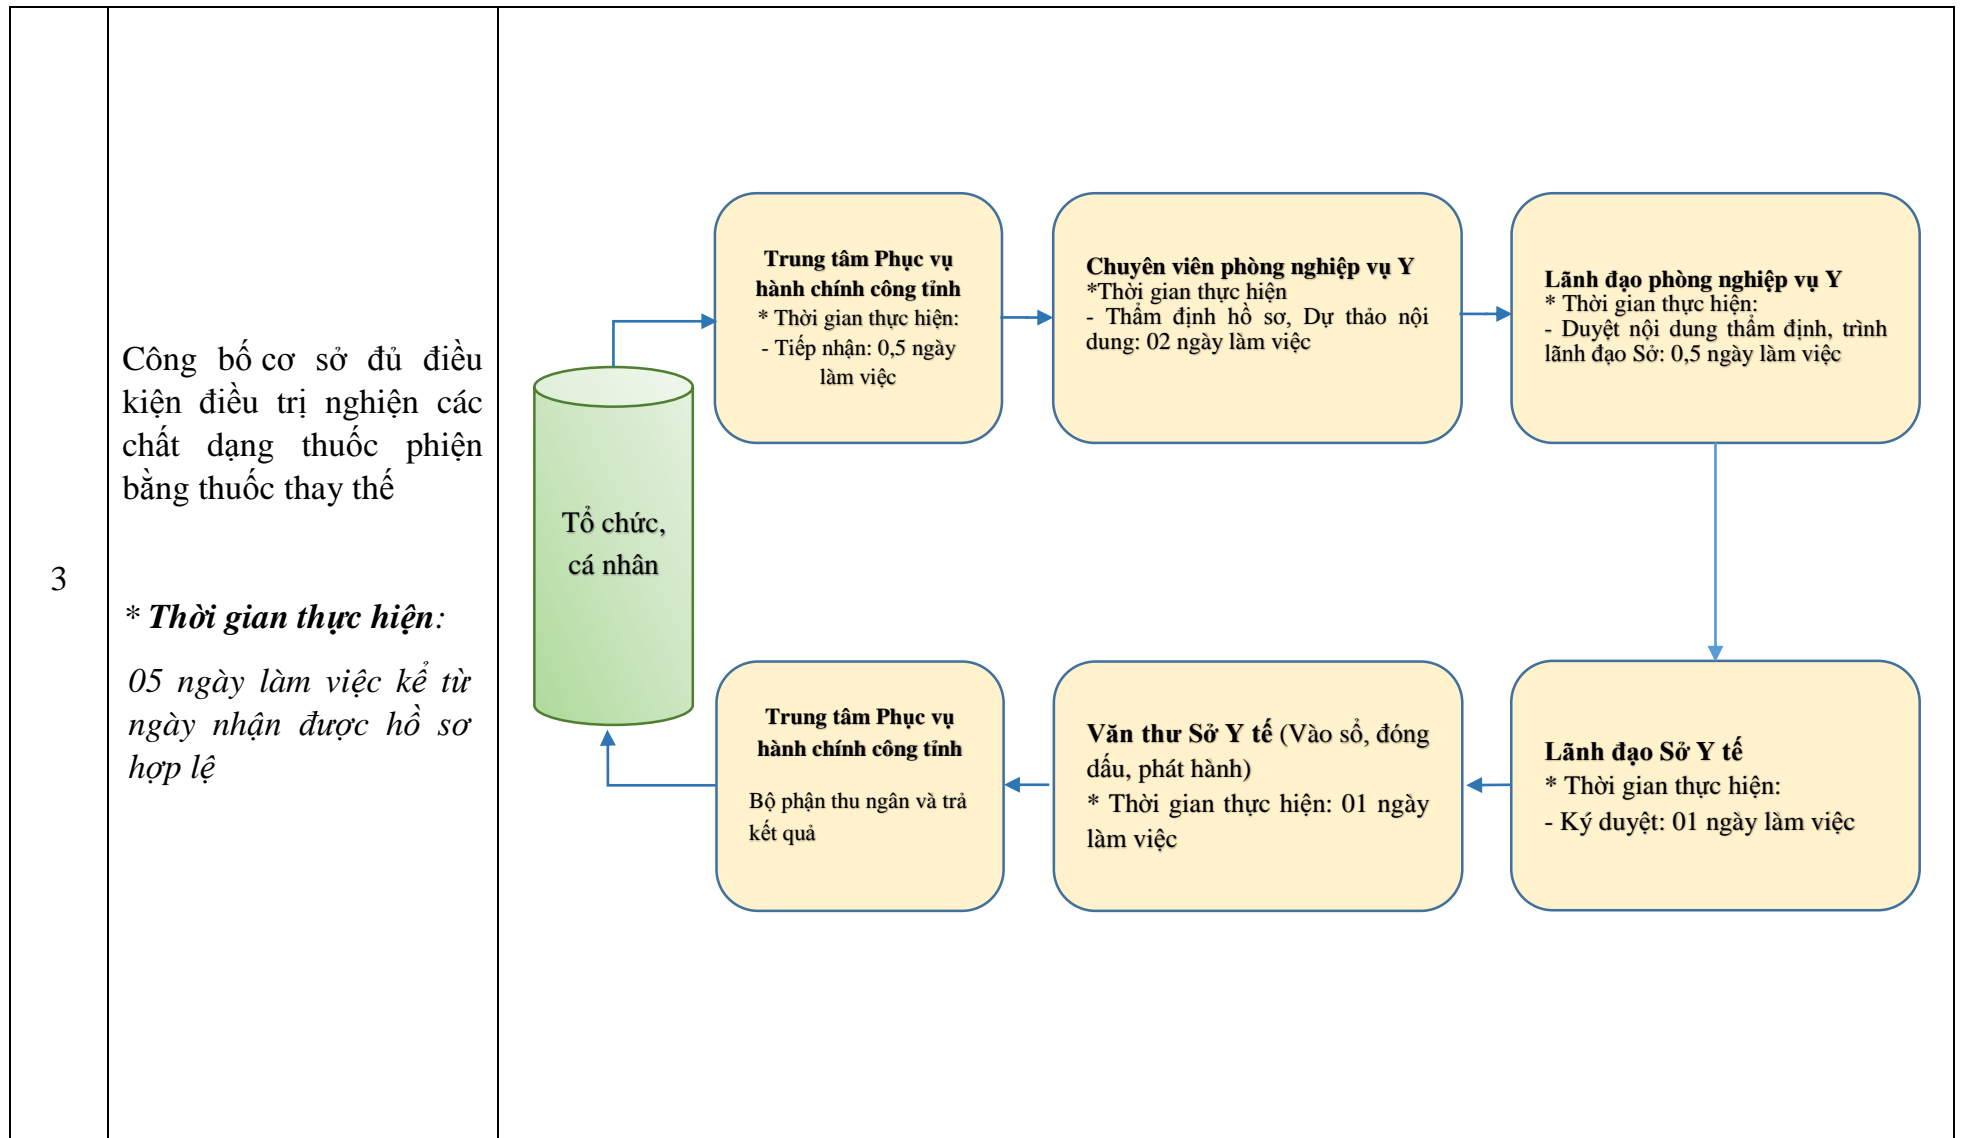 3
Công bố cơ sở đủ điều
kiện điều trị nghiện các
chất dạng thuốc phiện
bằng thuốc thay thế
* Thời gian thực hiện:
05 ngày làm việc kể từ
ngày nhận được hồ sơ
hợp lệ
Tổ chức,
cá nhân
Trung tâm Phục vụ
hành chính công tỉnh
* Thời gian thực hiện:
- Tiếp nhận: 0,5 ngày
làm việc
Chuyên viên phòng nghiệp vụ Y
*Thời gian thực hiện
- Thẩm định hồ sơ, Dự thảo nội
dung: 02 ngày làm việc
Lãnh đạo phòng nghiệp vụ Y
* Thời gian thực hiện:
- Duyệt nội dung thẩm định, trình
lãnh đạo Sở: 0,5 ngày làm việc
Lãnh đạo Sở Y tế
* Thời gian thực hiện:
- Ký duyệt: 01 ngày làm việc
Văn thư Sở Y tế (Vào sổ, đóng
dấu, phát hành)
* Thời gian thực hiện: 01 ngày
làm việc
Trung tâm Phục vụ
hành chính công tỉnh
Bộ phận thu ngân và trả
kết quả